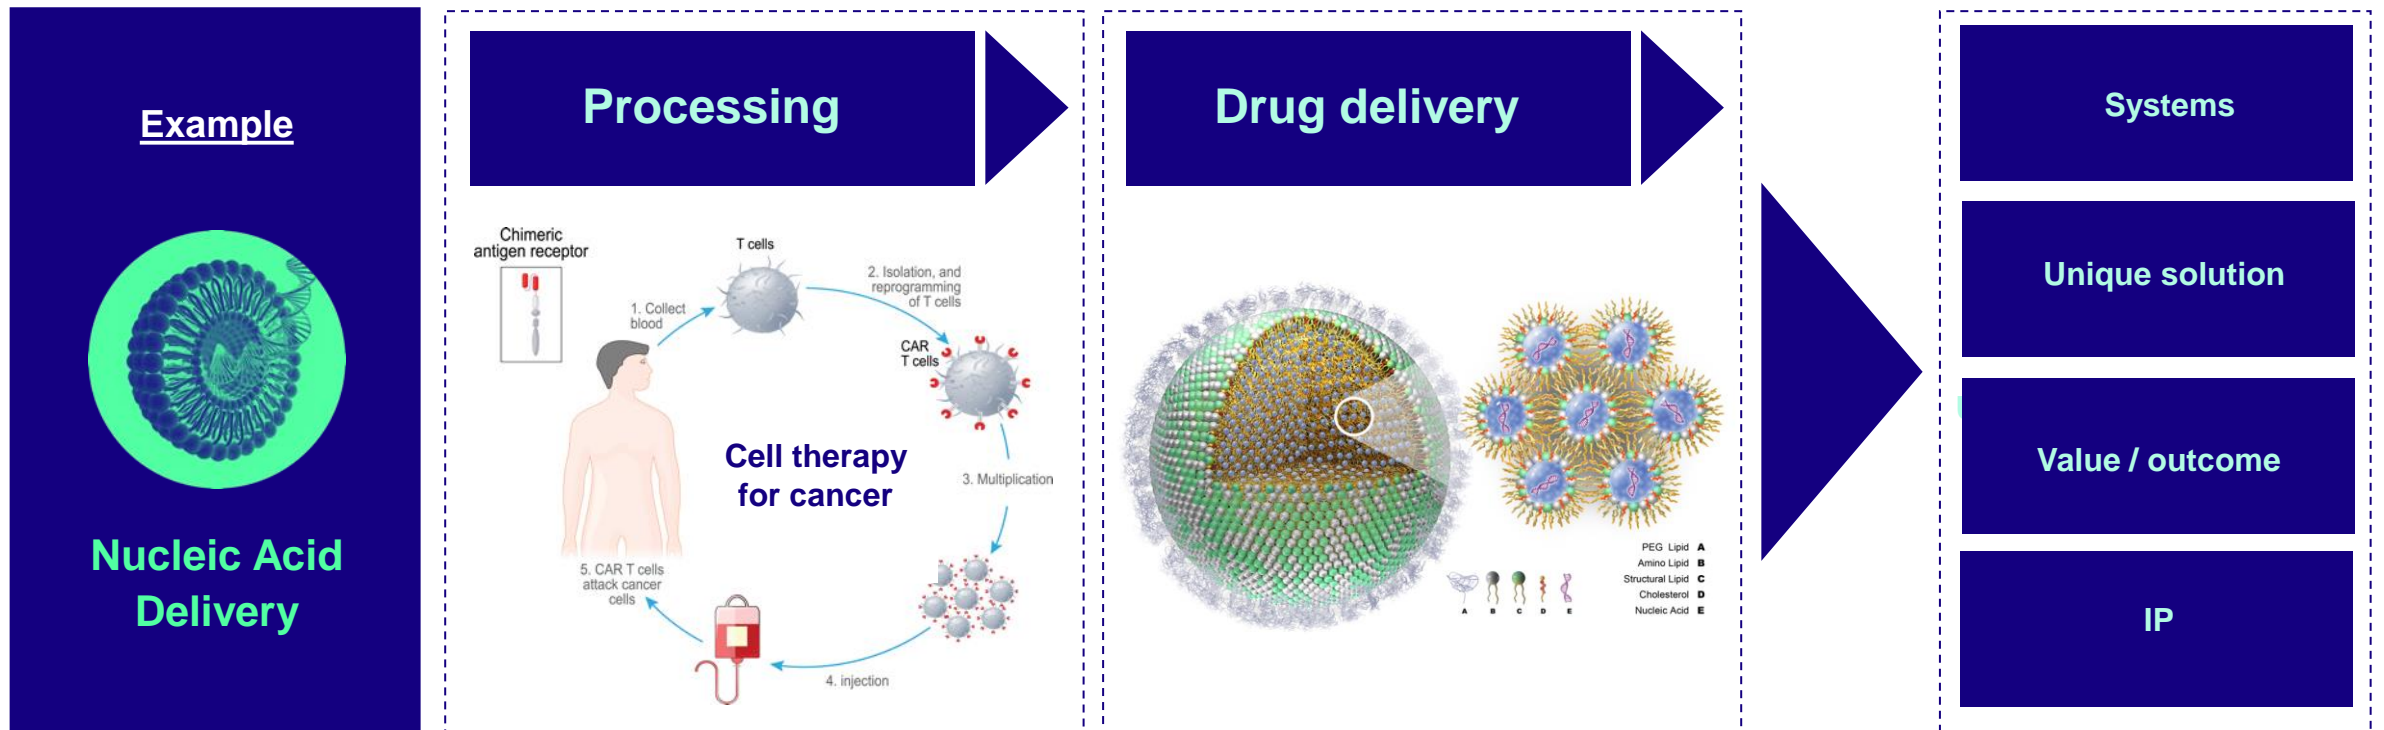 Example
Nucleic Acid
Delivery
Processing
Chimeric
antigen receptor
T cells
1. Collect
blood
2. Isolation, and
reprogramming
of T cells
CAR
T cells
Cell therapy
for cancer
3. Multiplication
5. CAR T cells
attack cancer
cells
4. injection
Drug delivery
PEG Lipid A
Amino Lipid B
Structural Lipid C
Cholesterol D
Nucleic Acid E
A B C D E
Systems
Unique solution
Value / outcome
IP